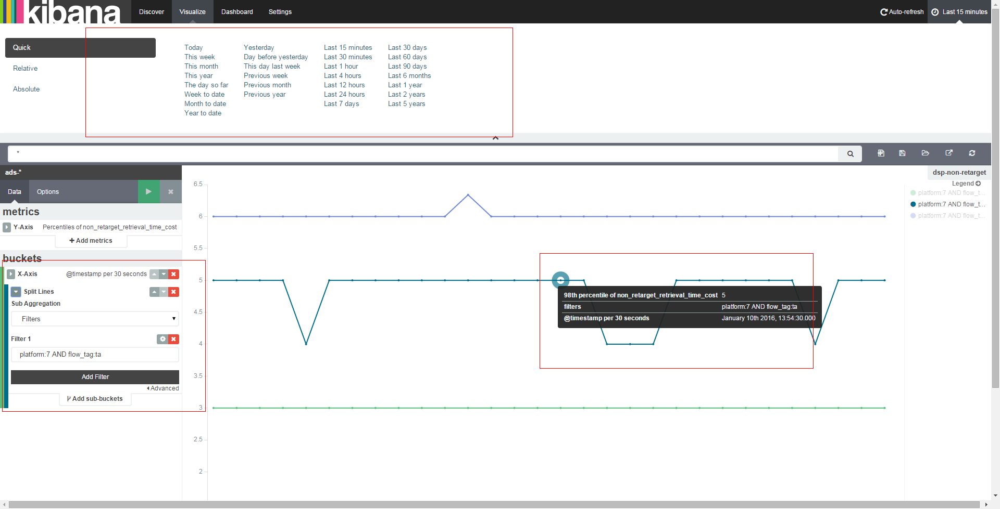 kibana
Discover
Visualize
Dashboard
Settings
Auto-refresh
Last 15 minutes
Quick
Relative
Absolute
Today
This week
This month
This year
The day so far
Week to date
Month to date
Year to date
Yesterday
Day before yesterday
This day last week
Previous week
Previous month
Previous year
Last 15 minutes
Last 30 minutes
Last 1 hour
Last 4 hours
Last 12 hours
Last 24 hours
Last 7 days
Last 30 days
Last 60 days
Last 90 days
Last 6 months
Last 1 year
Last 2 years
Last 5 years
*
ads-*
Data
Options
metrics
Y-Axis Percentiles of non_retarget_retrieval_time_cost
Add metrics
buckets
X-Axis @timestamp per 30 seconds
Split Lines
Sub Aggregation
Filters
Filter 1
platform:7 AND flow_tag:ta
Add Filter
Advanced
Add sub-buckets
6.5
6
5.5
5
4.5
4
3.5
3
2.5
2
98th percentile of non_retarget_retrieval_time_cost 5
filters platform:7 AND flow_tag:ta
@timestamp per 30 seconds January 10th 2016, 13:54:30.000
dsp-non-retarget
Legend
platform:7 AND flow_t...
platform:7 AND flow_t...
platform:7 AND flow_t...